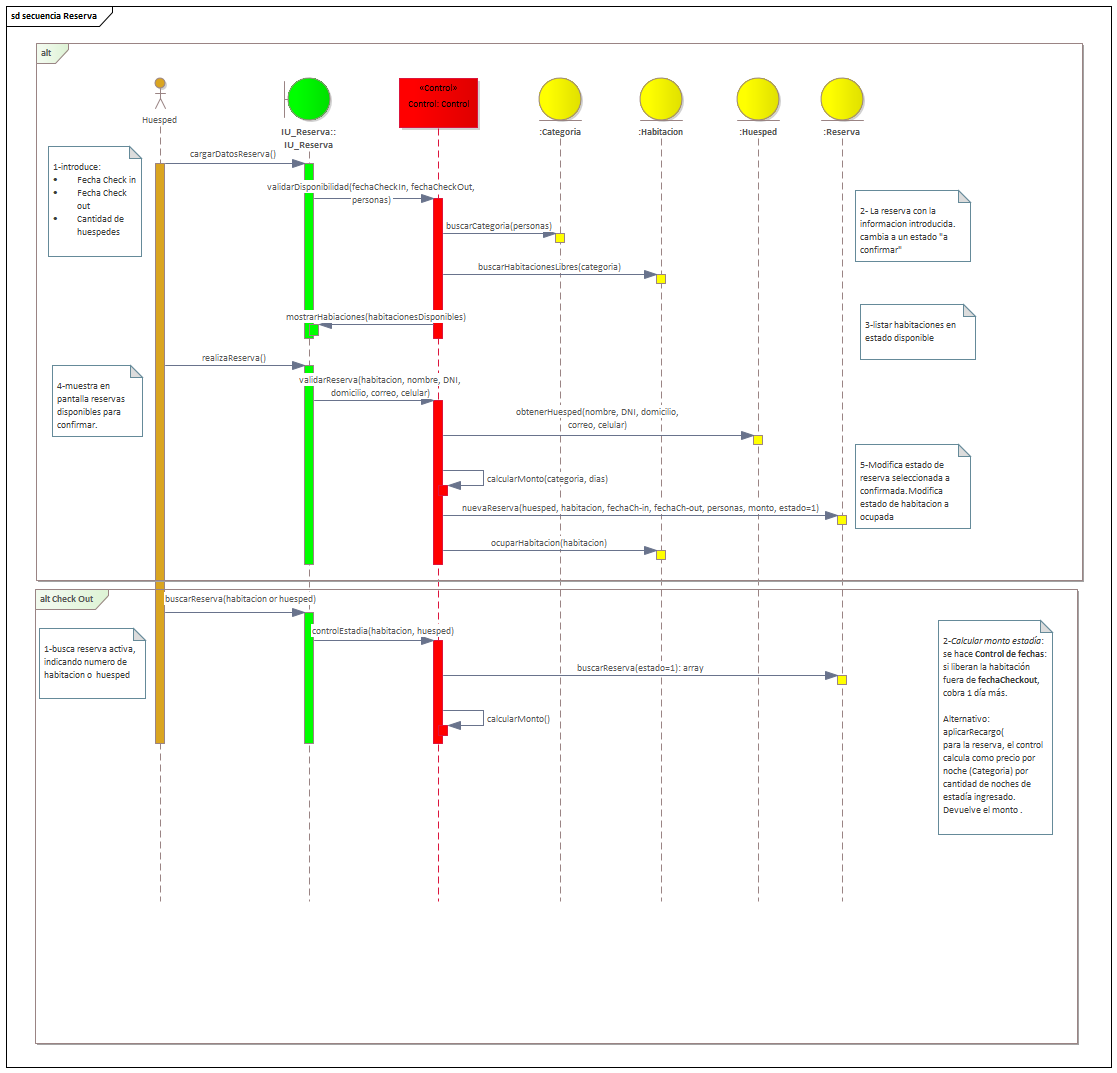 sd secuencia Reserva
alt
«Control»
Control: Control
Huesped
IU_Reserva::
IU_Reserva
:Categoria
:Habitacion
:Huesped
:Reserva
cargarDatosReserva()
1-introduce:
• Fecha Check in
• Fecha Check
out
• Cantidad de
huespedes
validarDisponibilidad(fechaCheckIn, fechaCheckOut,
personas)
2- La reserva con la
informacion introducida.
cambia a un estado "a
confirmar"
buscarCategoria(personas)
buscarHabitacionesLibres(categoria)
mostrarHabiaciones(habitacionesDisponibles)
3-listar habitaciones en
estado disponible
realizaReserva()
4-muestra en
pantalla reservas
disponibles para
confirmar.
validarReserva(habitacion, nombre, DNI,
domicilio, correo, celular)
obtenerHuesped(nombre, DNI, domicilio,
correo, celular)
5-Modifica estado de
reserva seleccionada a
confirmada. Modifica
estado de habitacion a
ocupada
calcularMonto(categoria, dias)
nuevaReserva(huesped, habitacion, fechaCh-in, fechaCh-out, personas, monto, estado=1)
ocuparHabitacion(habitacion)
alt Check Out
buscarReserva(habitacion or huesped)
1-busca reserva activa,
indicando numero de
habitacion o huesped
controlEstadia(habitacion, huesped)
buscarReserva(estado=1): array
calcularMonto()
2-Calcular monto estadía:
se hace Control de fechas:
si liberan la habitación
fuera de fechaCheckout,
cobra 1 día más.
Alternativo:
aplicarRecargo(
para la reserva, el control
calcula como precio por
noche (Categoria) por
cantidad de noches de
estadía ingresado.
Devuelve el monto .